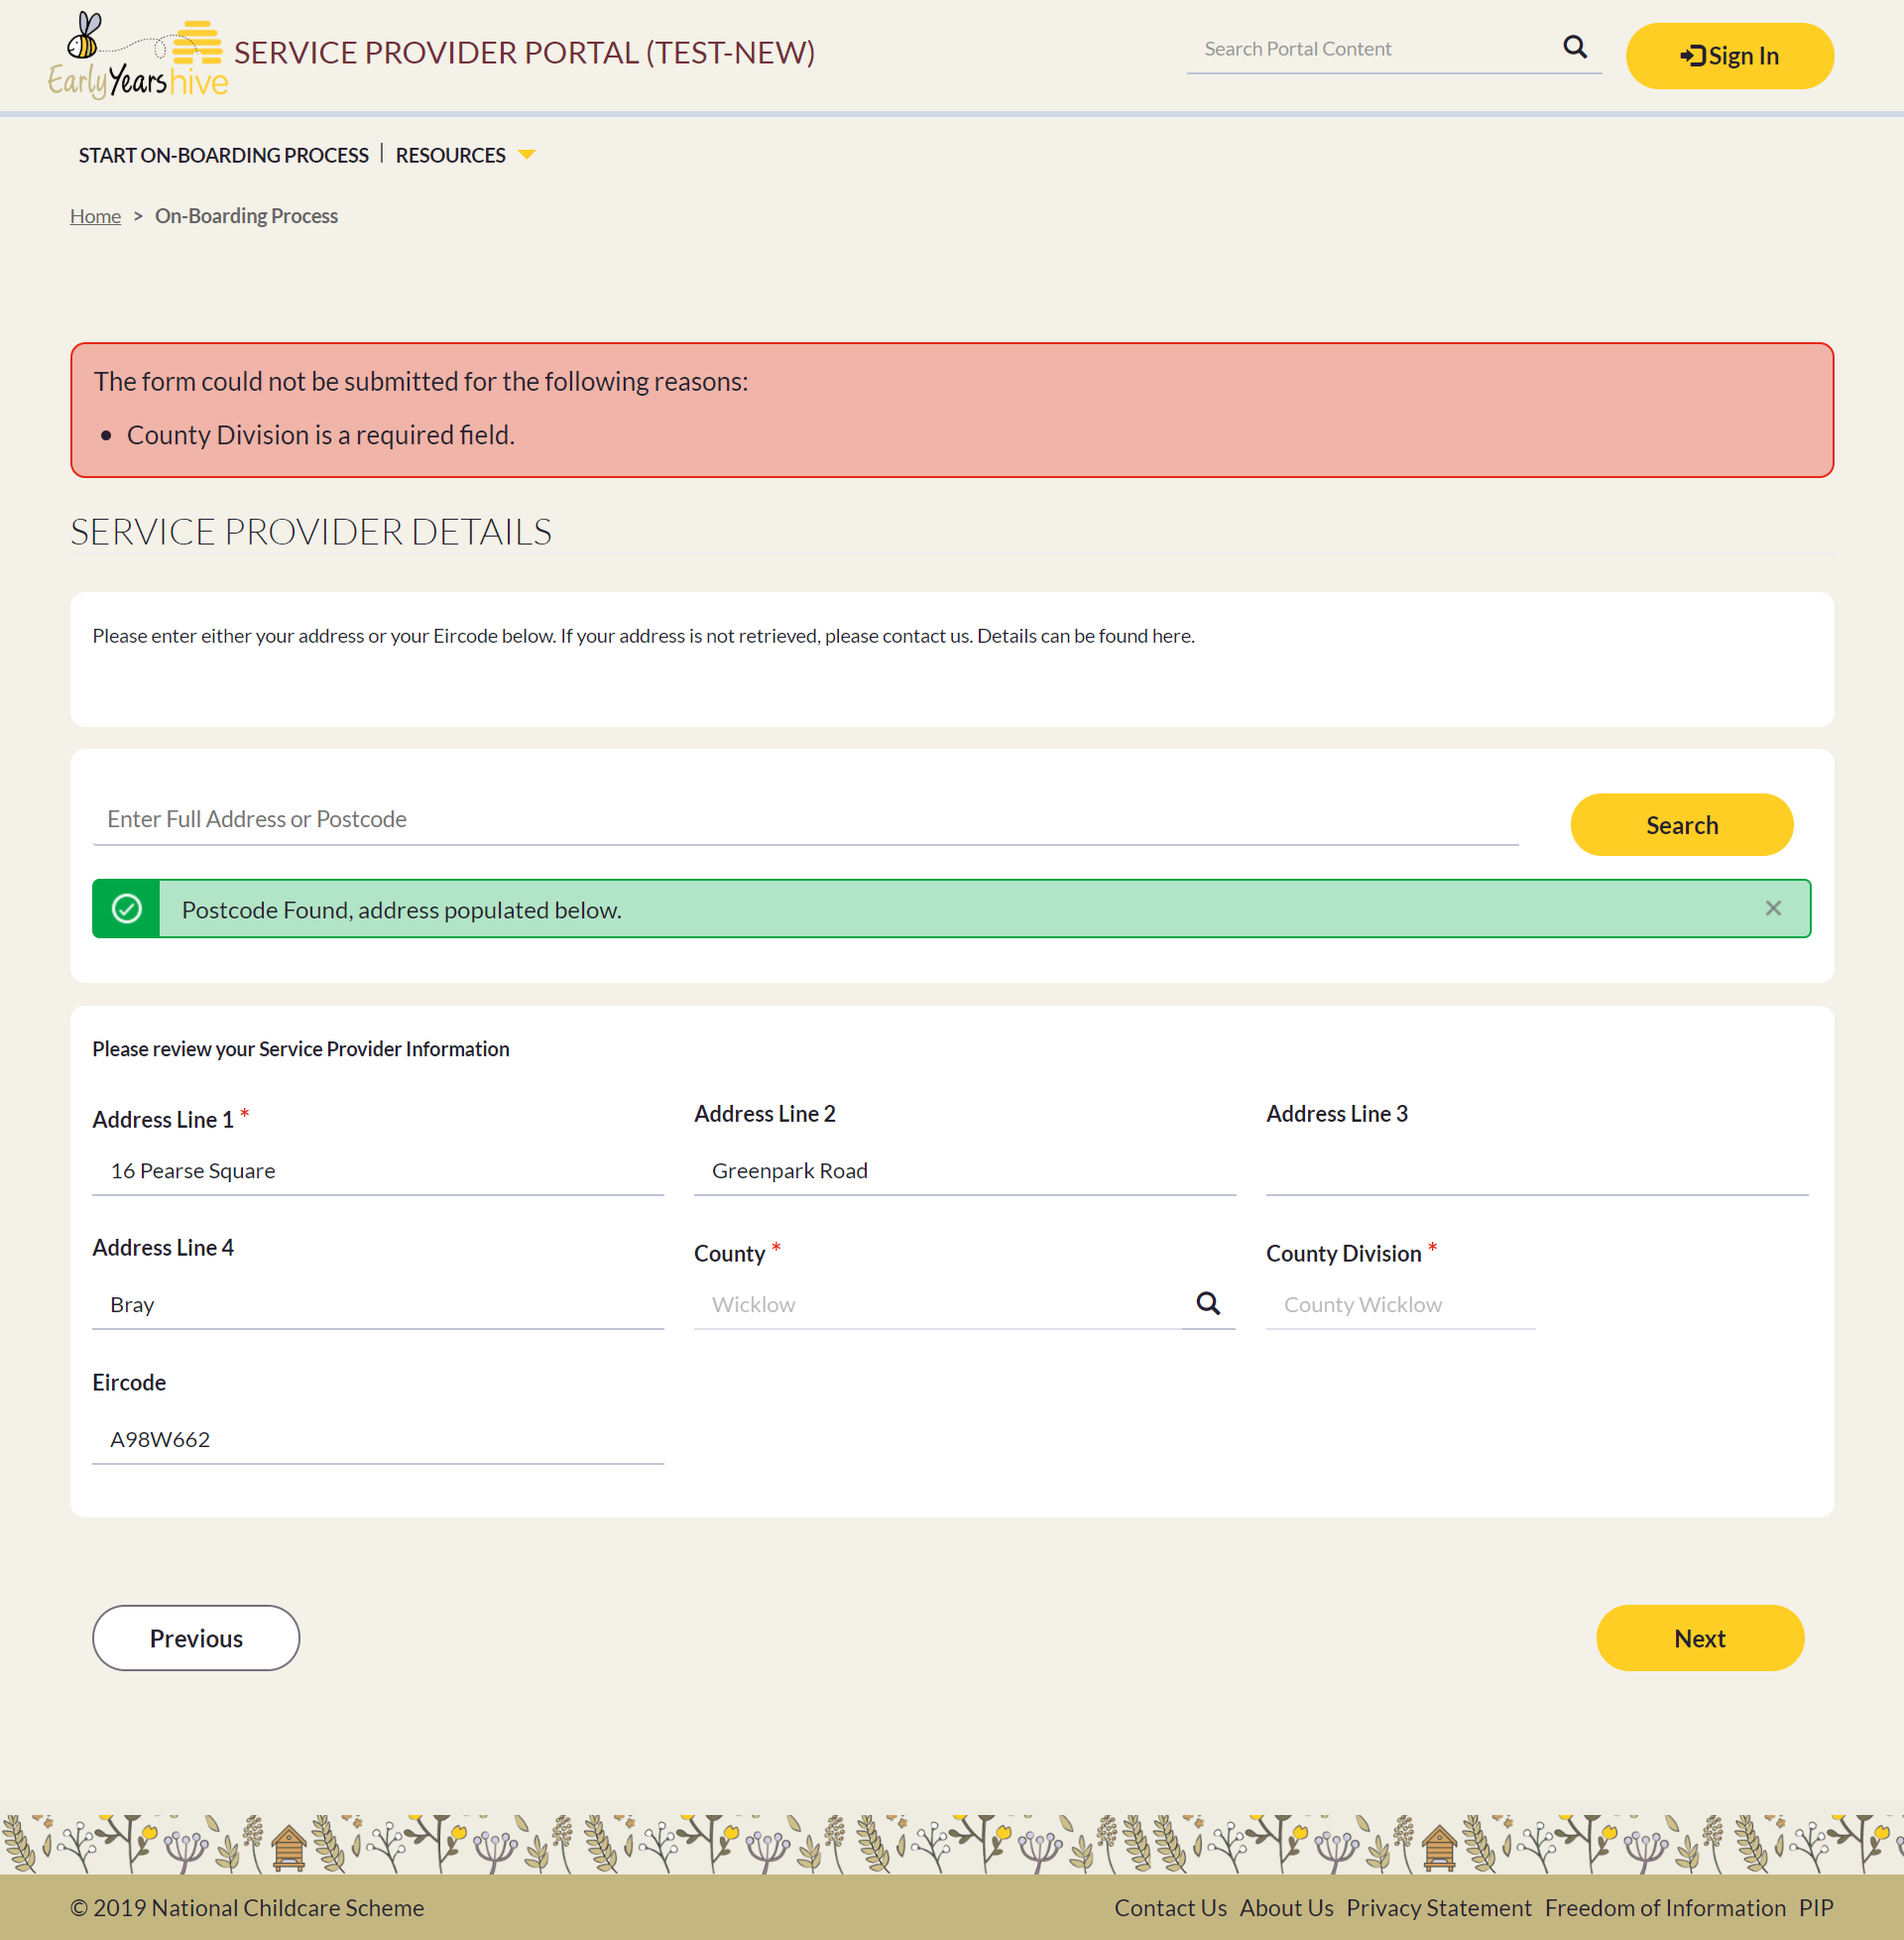 Early Years hive
SERVICE PROVIDER PORTAL (TEST-NEW)
Search Portal Content
Sign In
START ON-BOARDING PROCESS | RESOURCES
Home > On-Boarding Process
The form could not be submitted for the following reasons:
• County Division is a required field.
SERVICE PROVIDER DETAILS
Please enter either your address or your Eircode below. If your address is not retrieved, please contact us. Details can be found here.
Enter Full Address or Postcode
Search
Postcode Found, address populated below.
Please review your Service Provider Information
Address Line 1 * Address Line 2 Address Line 3
16 Pearse Square Greenpark Road
Address Line 4 County * County Division *
Bray Wicklow County Wicklow
Eircode
A98W662
Previous Next
© 2019 National Childcare Scheme Contact Us About Us Privacy Statement Freedom of Information PIP